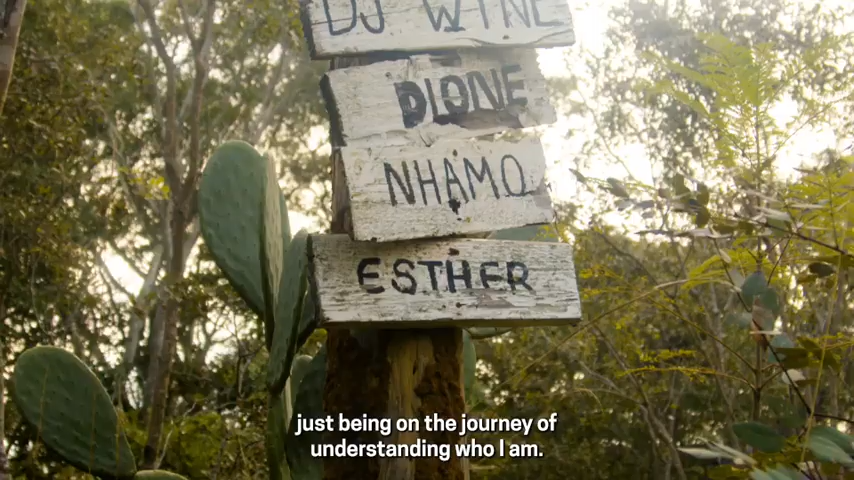 DJ WINE
DIONE
NHAMO
ESTHER
just being on the journey of
understanding who I am.